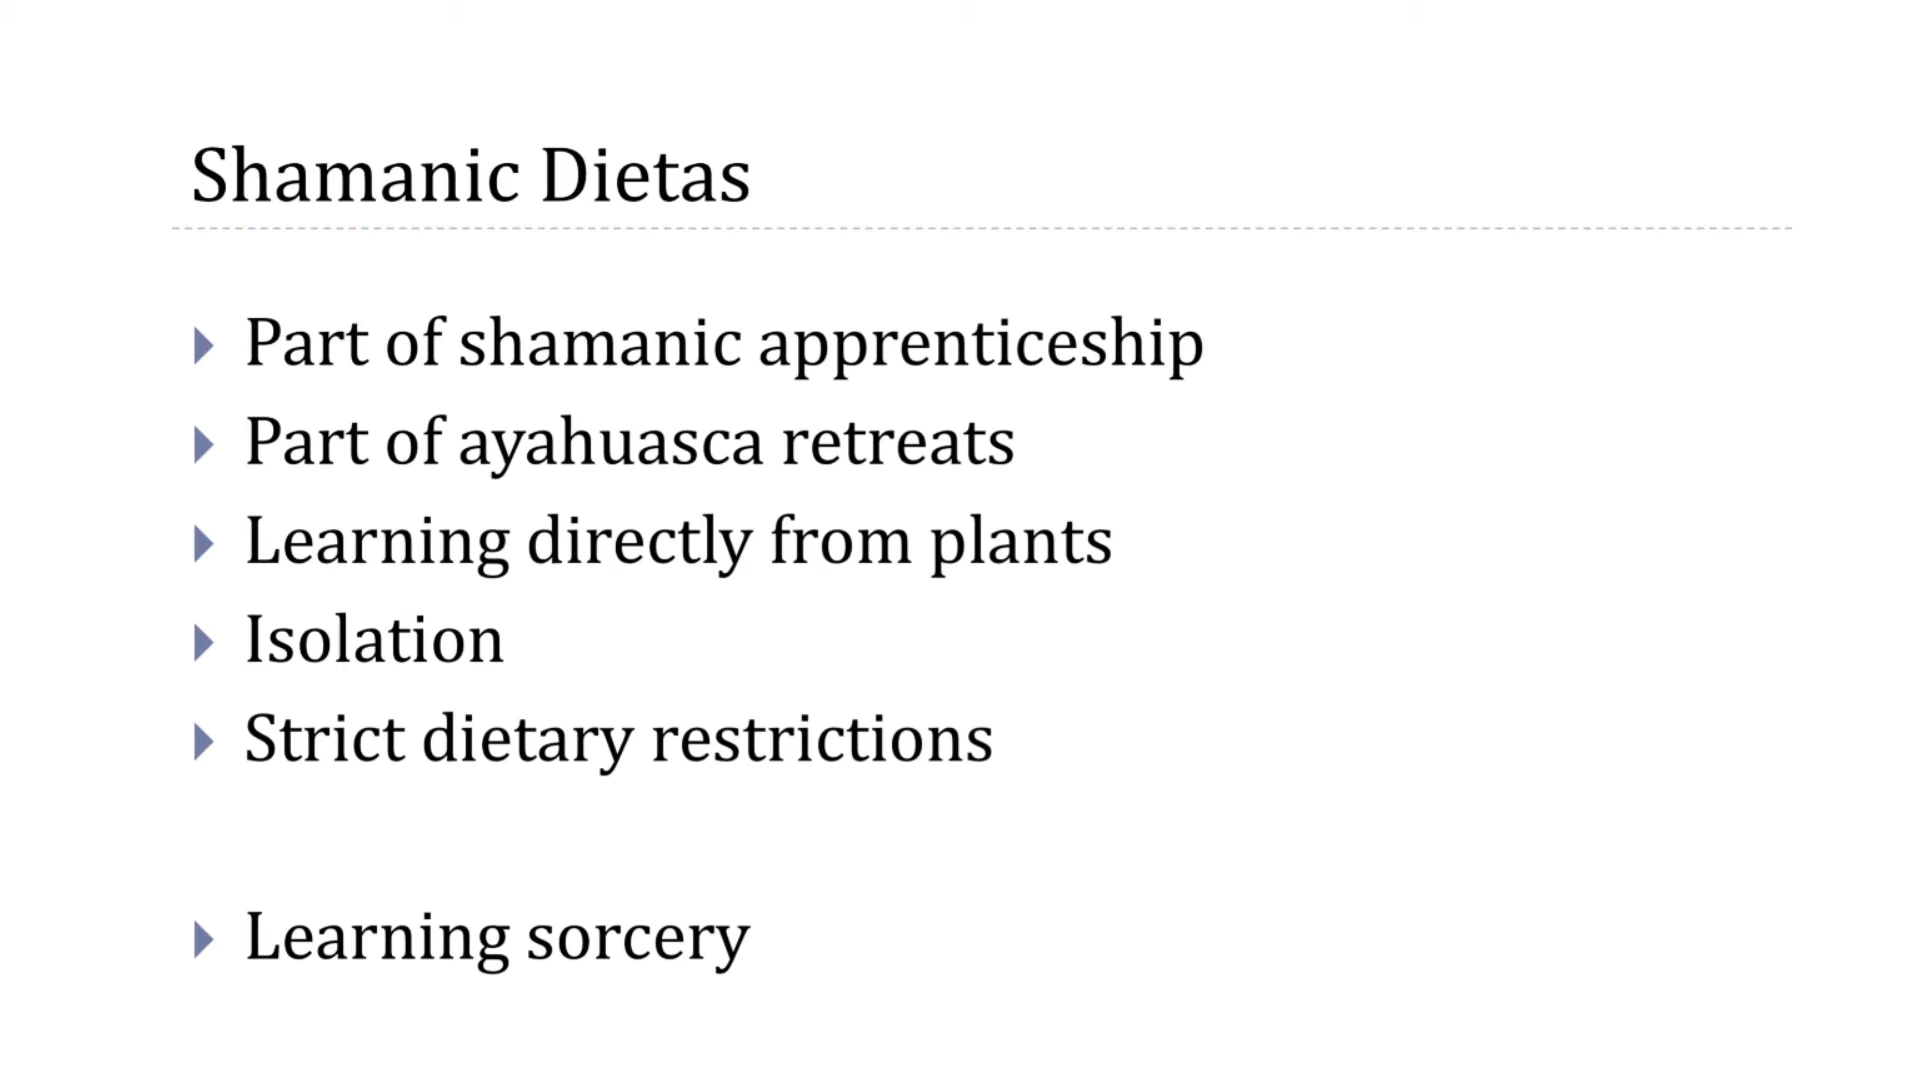 Shamanic Dietas
Part of shamanic apprenticeship
Part of ayahuasca retreats
Learning directly from plants
Isolation
Strict dietary restrictions
Learning sorcery